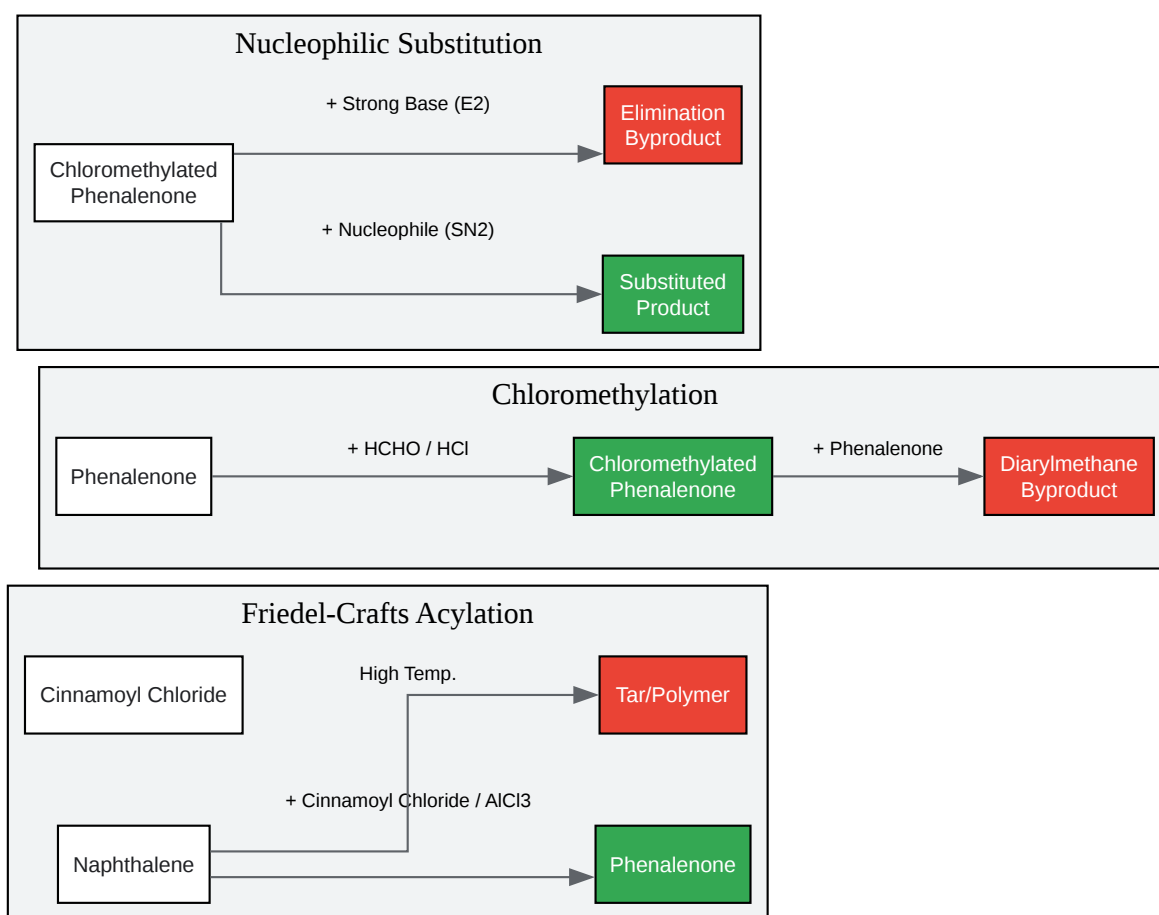 Nucleophilic Substitution
+ Strong Base (E2)
Elimination
Byproduct
Chloromethylated
Phenalenone
+ Nucleophile (SN2)
Substituted
Product
Chloromethylation
Phenalenone
+ HCHO / HCl
Chloromethylated
Phenalenone
+ Phenalenone
Diarylmethane
Byproduct
Friedel-Crafts Acylation
Cinnamoyl Chloride
High Temp.
Tar/Polymer
+ Cinnamoyl Chloride / AlCl3
Naphthalene
Phenalenone